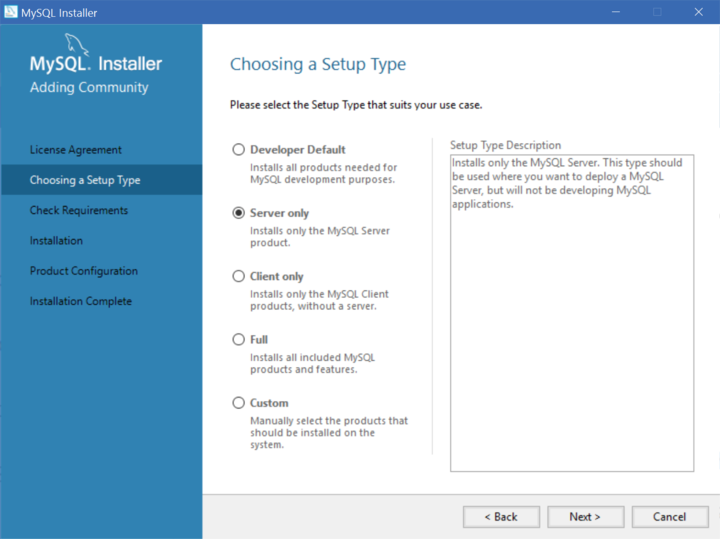 MySQL Installer
MySQL. Installer
Adding Community
License Agreement
Choosing a Setup Type
Check Requirements
Installation
Product Configuration
Installation Complete
Choosing a Setup Type
Please select the Setup Type that suits your use case.
Developer Default
Installs all products needed for
MySQL development purposes.
Server only
Installs only the MySQL Server
product.
Client only
Installs only the MySQL Client
products, without a server.
Full
Installs all included MySQL
products and features.
Custom
Manually select the products that
should be installed on the
system.
Setup Type Description
Installs only the MySQL Server. This type should
be used where you want to deploy a MySQL
Server, but will not be developing MySQL
applications.
< Back
Next >
Cancel